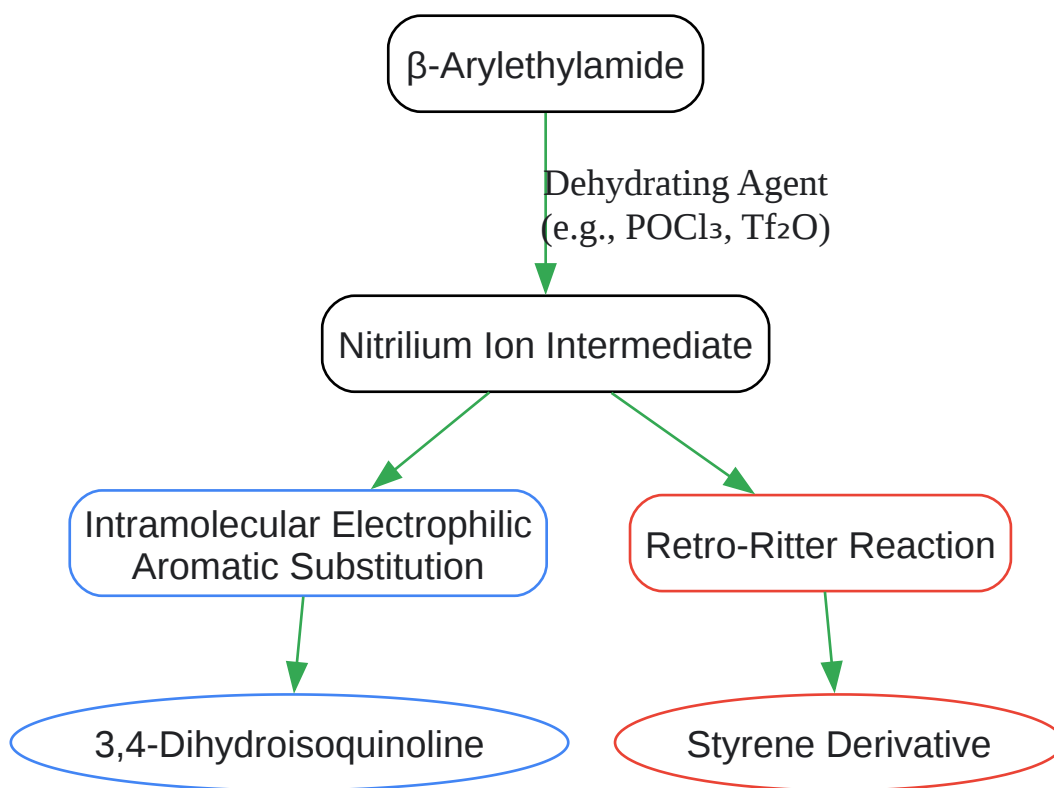 β-Arylethylamide
Dehydrating Agent
(e.g., POCl₃, Tf₂O)
Nitrilium Ion Intermediate
Intramolecular Electrophilic
Aromatic Substitution
Retro-Ritter Reaction
3,4-Dihydroisoquinoline
Styrene Derivative